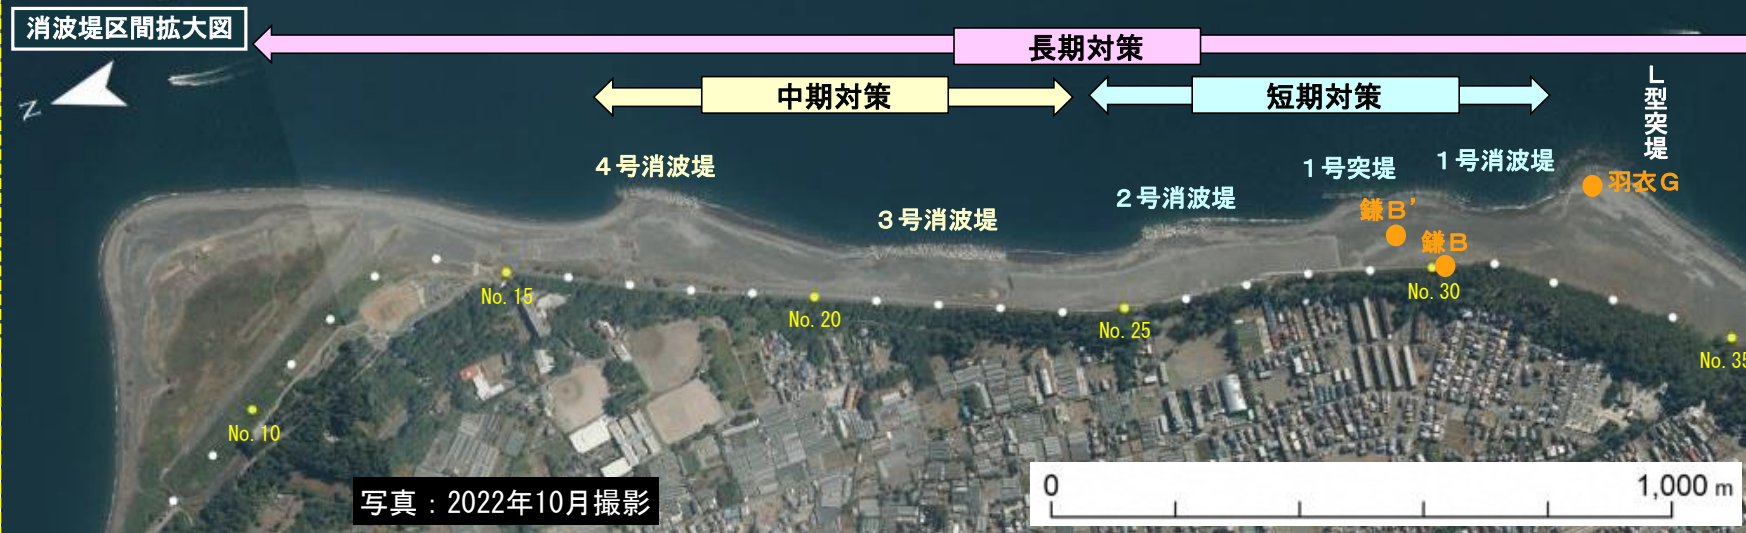 消波堤区間拡大図
長期対策
中期対策
短期対策
N
L型突堤
4号消波堤
3号消波堤
2号消波堤
1号突堤
1号消波堤
羽衣G
鎌B'
鎌B
No.10
No.15
No.20
No.25
No.30
No.35
写真：2022年10月撮影
0
1,000 m